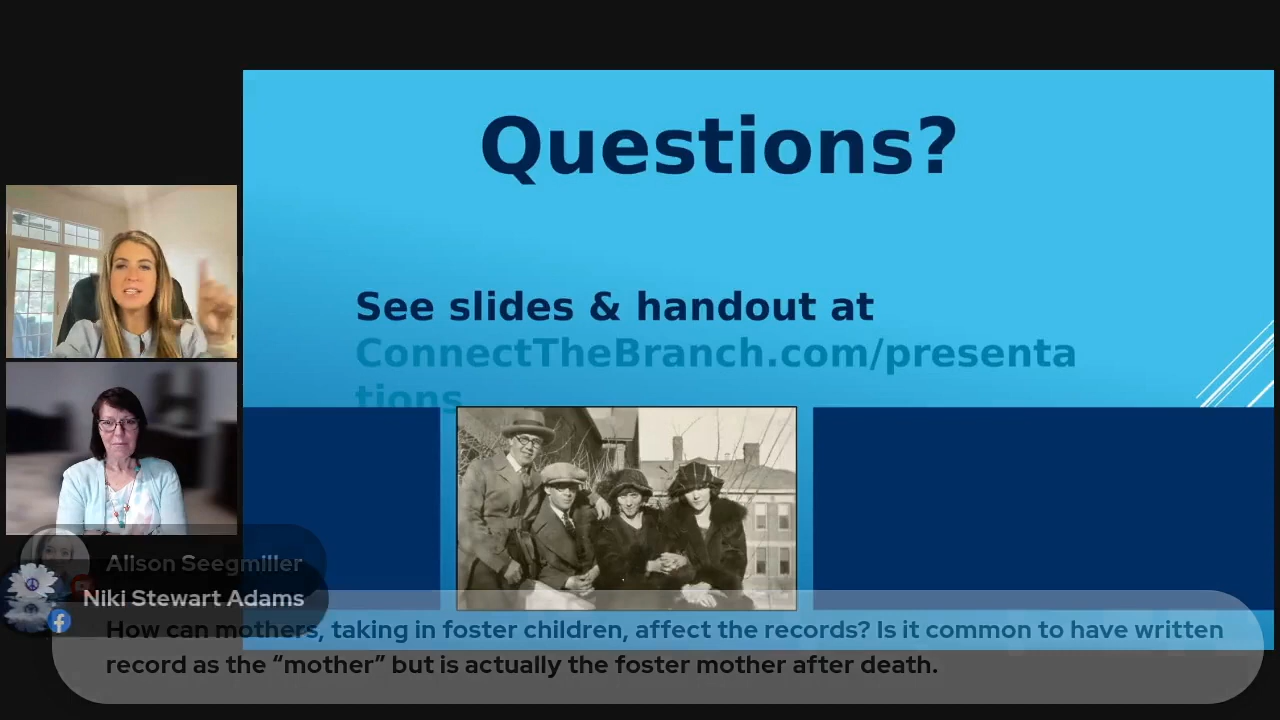 Questions?
See slides & handout at
ConnectTheBranch.com/presenta
tions
Alison Seegmiller
Niki Stewart Adams
How can mothers, taking in foster children, affect the records? Is it common to have written
record as the “mother” but is actually the foster mother after death.